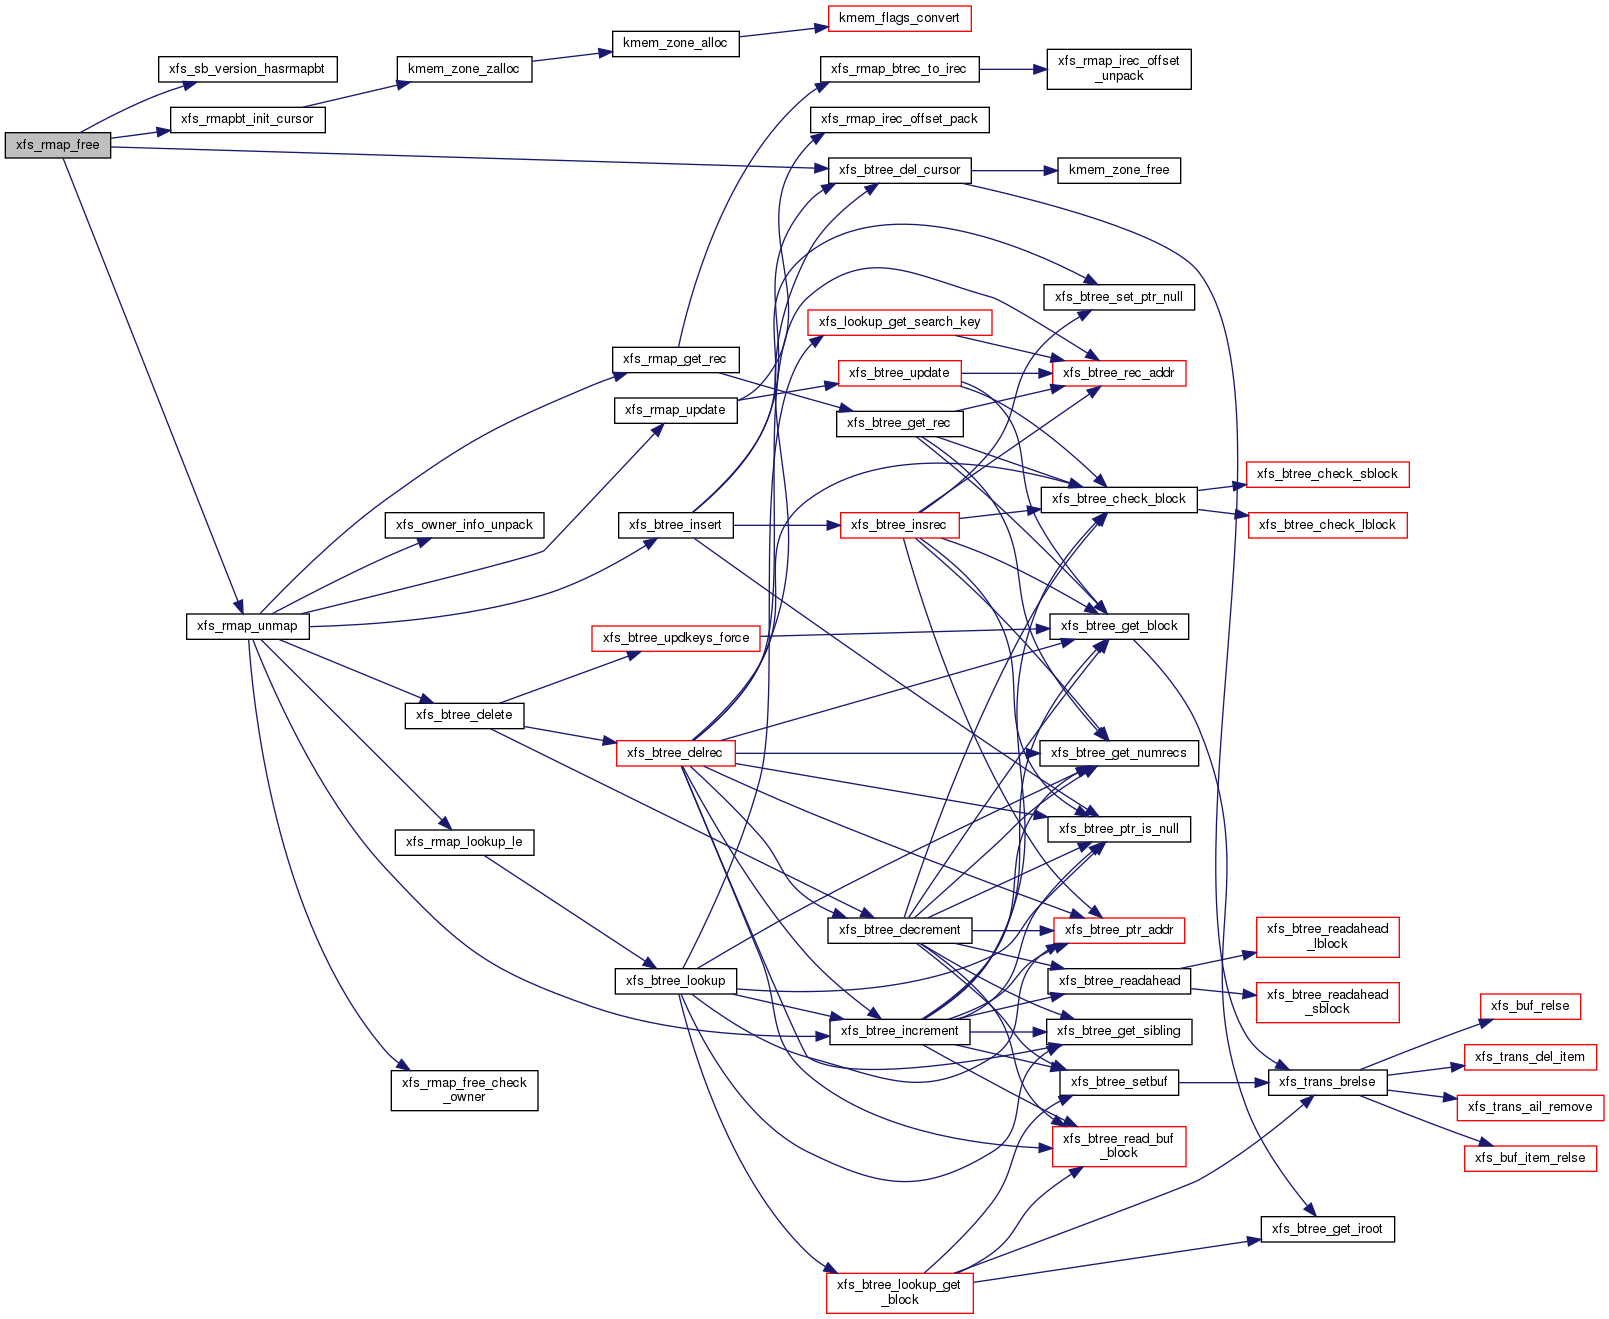 kmem_flags_convert
kmem_zone_alloc
xfs_sb_version_hasrmapbt
kmem_zone_zalloc
xfs_rmap_btrec_to_irec
xfs_rmap_irec_offset
_unpack
xfs_rmapbt_init_cursor
xfs_rmap_irec_offset_pack
xfs_rmap_free
xfs_btree_del_cursor
kmem_zone_free
xfs_btree_set_ptr_null
xfs_lookup_get_search_key
xfs_rmap_get_rec
xfs_btree_update
xfs_btree_rec_addr
xfs_rmap_update
xfs_btree_get_rec
xfs_btree_check_sblock
xfs_btree_check_block
xfs_owner_info_unpack
xfs_btree_insert
xfs_btree_insrec
xfs_btree_check_lblock
xfs_rmap_unmap
xfs_btree_updkeys_force
xfs_btree_get_block
xfs_btree_delete
xfs_btree_delrec
xfs_btree_get_numrecs
xfs_rmap_lookup_le
xfs_btree_ptr_is_null
xfs_btree_decrement
xfs_btree_ptr_addr
xfs_btree_readahead
_lblock
xfs_btree_lookup
xfs_btree_readahead
xfs_btree_readahead
_sblock
xfs_btree_increment
xfs_btree_get_sibling
xfs_buf_relse
xfs_trans_del_item
xfs_rmap_free_check
_owner
xfs_btree_setbuf
xfs_trans_brelse
xfs_trans_ail_remove
xfs_btree_read_buf
_block
xfs_buf_item_relse
xfs_btree_get_iroot
xfs_btree_lookup_get
_block